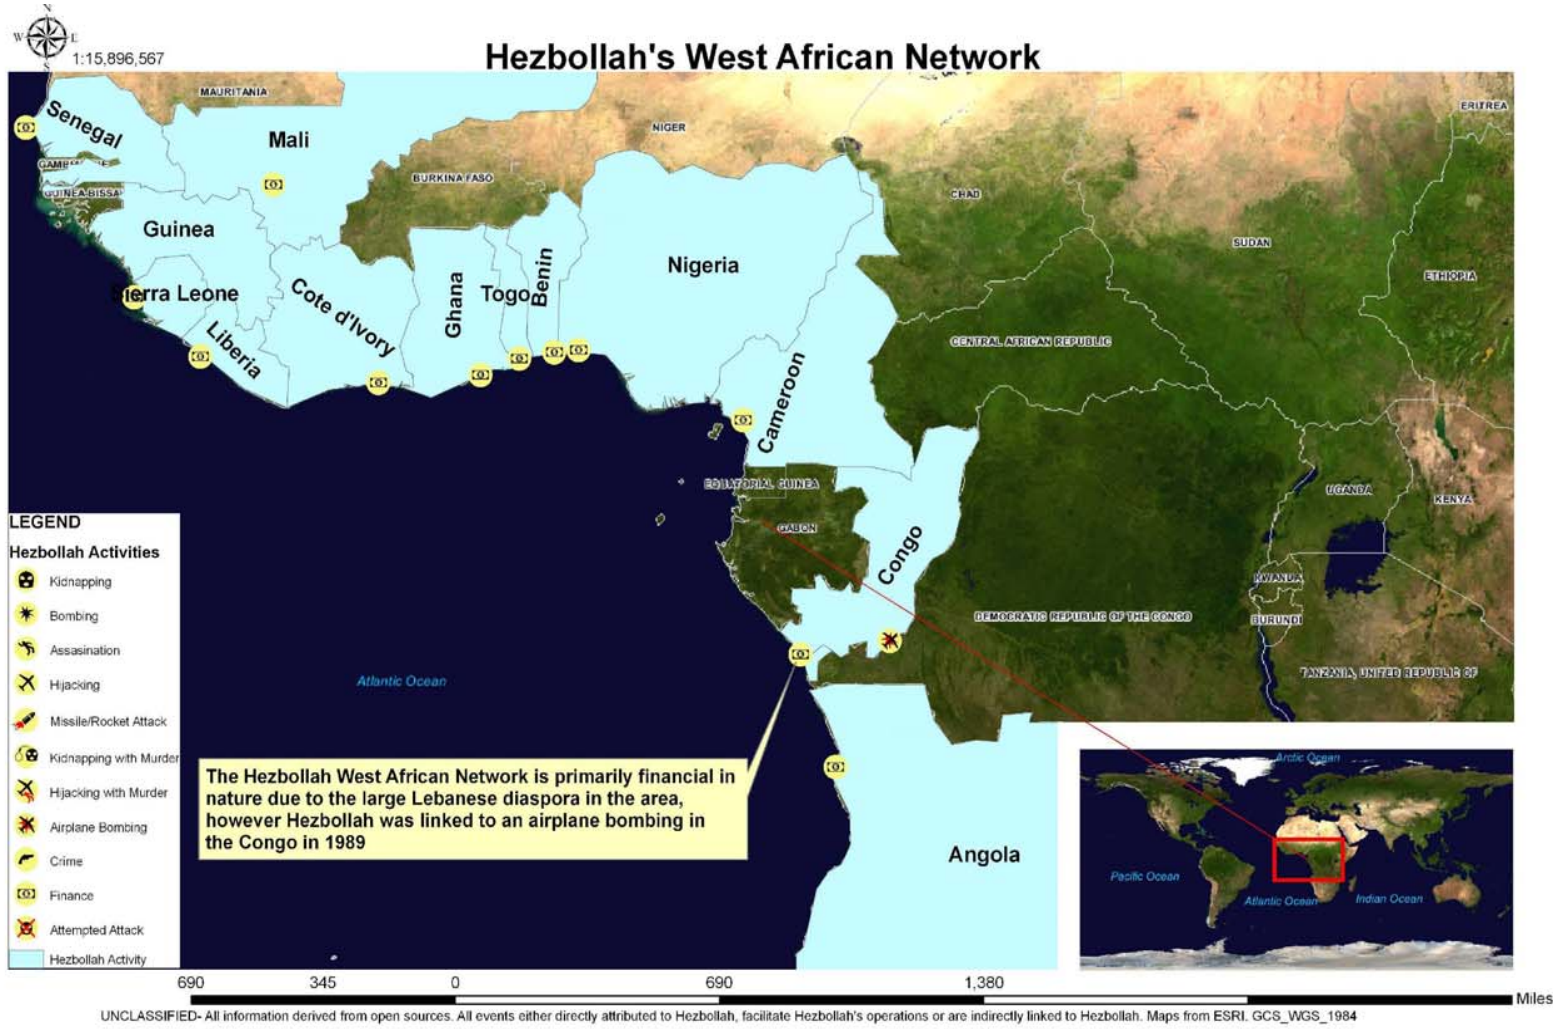 N
W E
S
1:15,896,567
Hezbollah's West African Network
MAURITANIA
ERITREA
Senegal
Mali
NIGER
BURKINA FASO
CHAD
GUINEA-BISSA
Guinea
Nigeria
SUDAN
ETHIOPIA
Sierra Leone
Liberia
Cote d'Ivory
Ghana
Togo
Benin
Cameroon
CENTRAL AFRICAN REPUBLIC
EQUATORIAL GUINEA
GABON
Congo
UGANDA
KENYA
RWANDA
BURUNDI
DEMOCRATIC REPUBLIC OF THE CONGO
TANZANIA, UNITED REPUBLIC OF
Atlantic Ocean
Angola
LEGEND
Hezbollah Activities
Kidnapping
Bombing
Assasination
Hijacking
Missile/Rocket Attack
Kidnapping with Murder
Hijacking with Murder
Airplane Bombing
Crime
Finance
Attempted Attack
Hezbollah Activity
The Hezbollah West African Network is primarily financial in
nature due to the large Lebanese diaspora in the area,
however Hezbollah was linked to an airplane bombing in
the Congo in 1989
Arctic Ocean
Pacific Ocean
Atlantic Ocean
Indian Ocean
690 345 0 690 1,380
Miles
UNCLASSIFIED- All information derived from open sources. All events either directly attributed to Hezbollah, facilitate Hezbollah's operations or are indirectly linked to Hezbollah. Maps from ESRI. GCS_WGS_1984